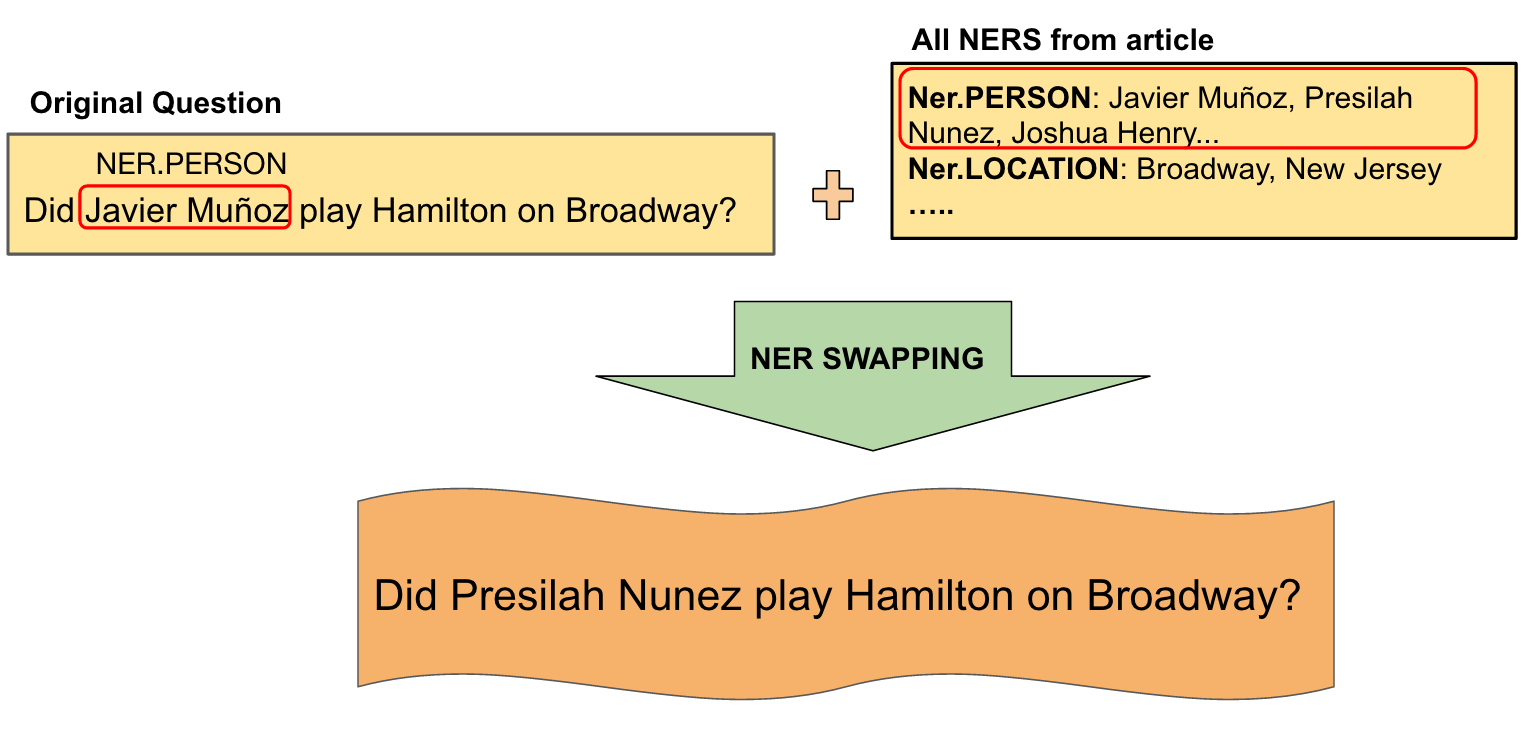 All NERS from article
Original Question
Ner.PERSON: Javier Muñoz, Presilah
Nunez, Joshua Henry...
Ner.LOCATION: Broadway, New Jersey
…..
NER.PERSON
Did Javier Muñoz play Hamilton on Broadway?
NER SWAPPING
Did Presilah Nunez play Hamilton on Broadway?